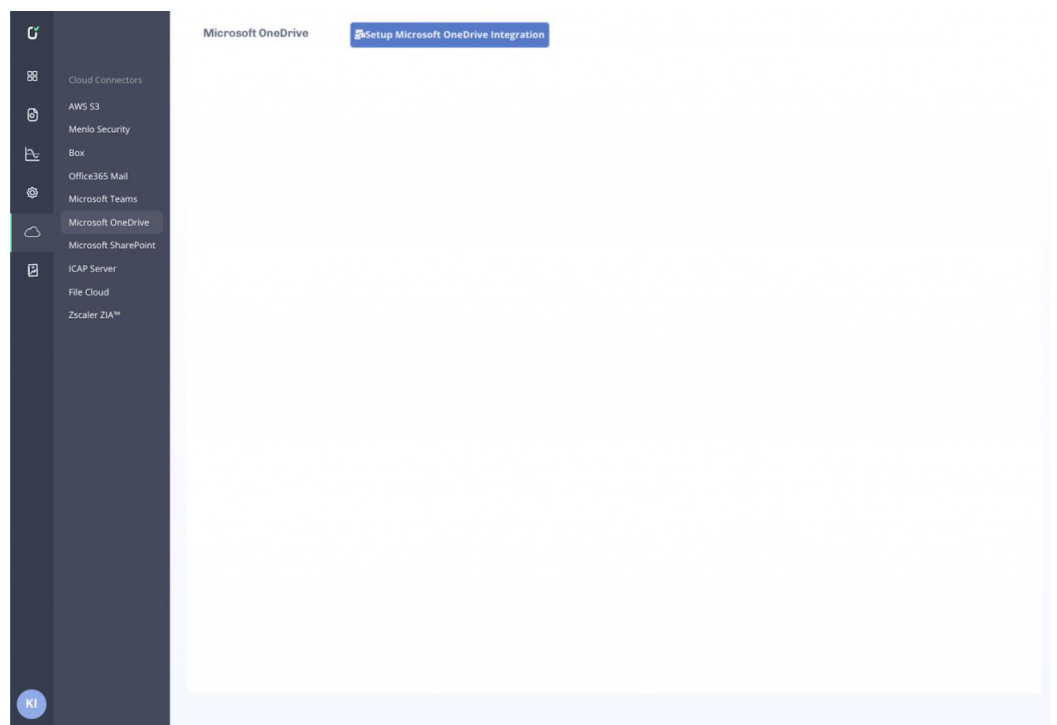 Microsoft OneDrive
Setup Microsoft OneDrive Integration
Cloud Connectors
AWS S3
Menlo Security
Box
Office365 Mail
Microsoft Teams
Microsoft OneDrive
Microsoft SharePoint
ICAP Server
File Cloud
Zscaler ZIA™
KI